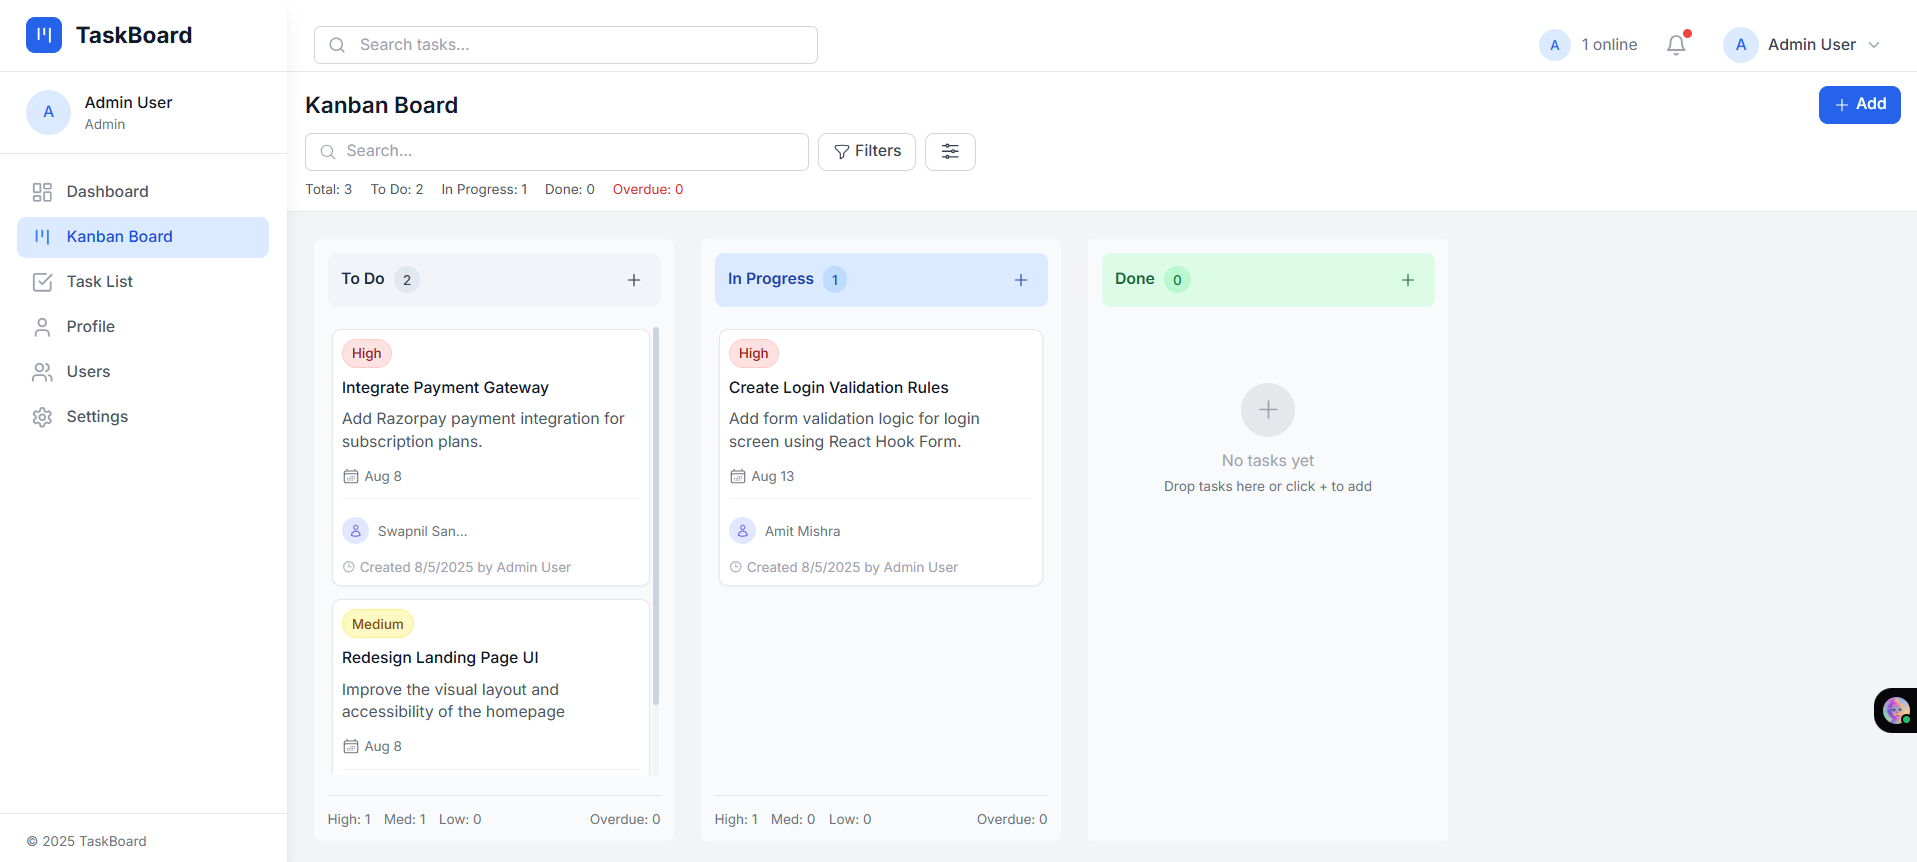 TaskBoard
Search tasks...
A
1 online
A
Admin User
A
Admin User
Admin
Dashboard
Kanban Board
Task List
Profile
Users
Settings
© 2025 TaskBoard
Kanban Board
+ Add
Search...
Filters
Total: 3 To Do: 2 In Progress: 1 Done: 0 Overdue: 0
To Do 2 +
High
Integrate Payment Gateway
Add Razorpay payment integration for
subscription plans.
Aug 8
Swapnil San...
Created 8/5/2025 by Admin User
Medium
Redesign Landing Page UI
Improve the visual layout and
accessibility of the homepage
Aug 8
High: 1 Med: 1 Low: 0 Overdue: 0
In Progress 1 +
High
Create Login Validation Rules
Add form validation logic for login
screen using React Hook Form.
Aug 13
Amit Mishra
Created 8/5/2025 by Admin User
High: 1 Med: 0 Low: 0 Overdue: 0
Done 0 +
No tasks yet
Drop tasks here or click + to add